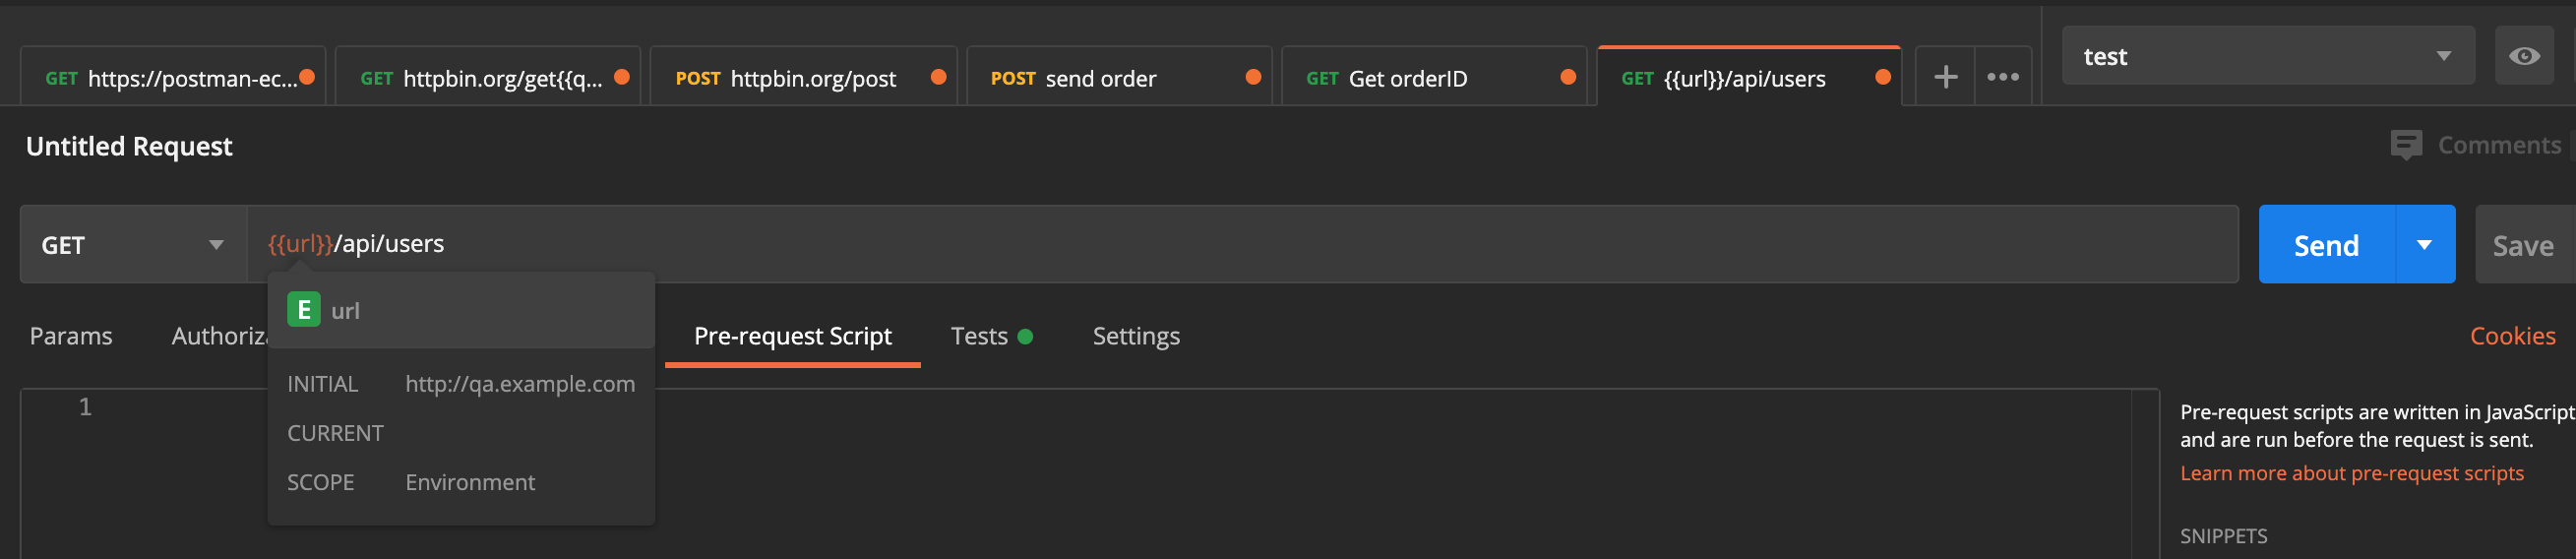 GET https://postman-ec... GET httpbin.org/get{{q... POST httpbin.org/post POST send order GET Get orderID GET {{url}}/api/users + ••• test
Untitled Request Comments
GET {{url}}/api/users Send Save
E url
Params Authoriza Pre-request Script Tests Settings Cookies
INITIAL http://qa.example.com
CURRENT
SCOPE Environment
1
Pre-request scripts are written in JavaScript
and are run before the request is sent.
Learn more about pre-request scripts
SNIPPETS